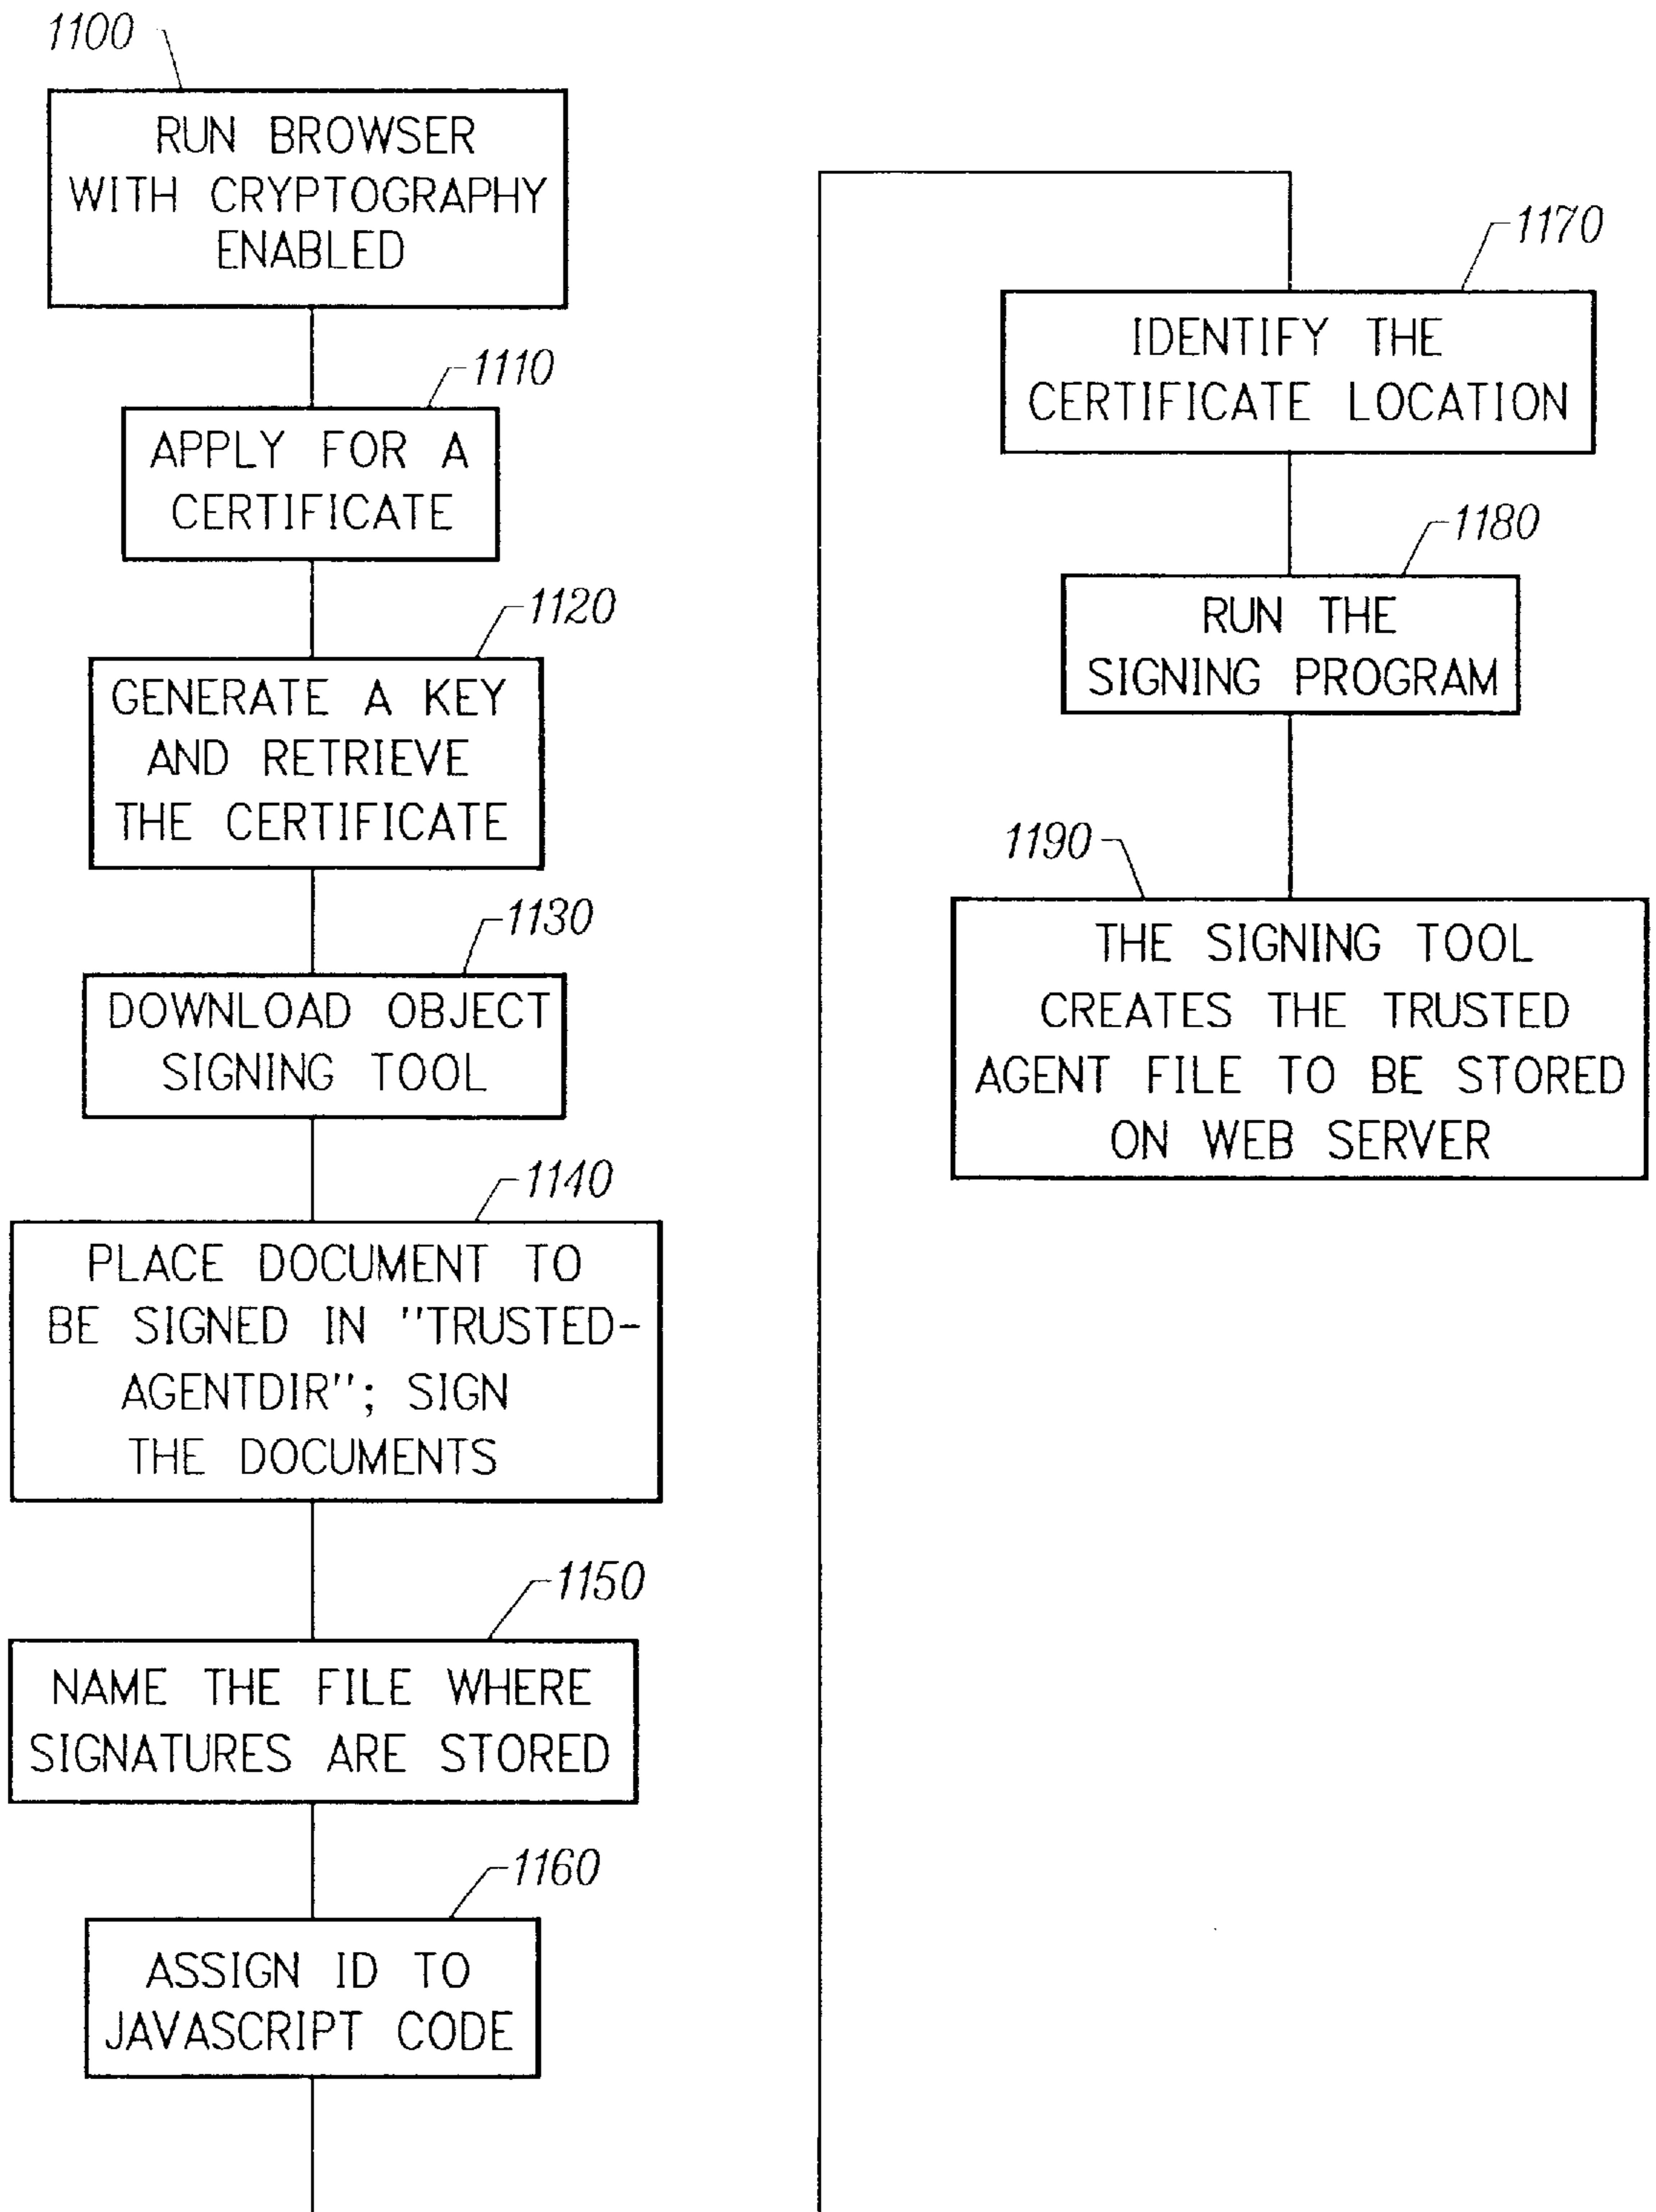 1100
RUN BROWSER
WITH CRYPTOGRAPHY
ENABLED
1110
APPLY FOR A
CERTIFICATE
1120
GENERATE A KEY
AND RETRIEVE
THE CERTIFICATE
1130
DOWNLOAD OBJECT
SIGNING TOOL
1140
PLACE DOCUMENT TO
BE SIGNED IN "TRUSTED-
AGENTDIR"; SIGN
THE DOCUMENTS
1150
NAME THE FILE WHERE
SIGNATURES ARE STORED
1160
ASSIGN ID TO
JAVASCRIPT CODE
1170
IDENTIFY THE
CERTIFICATE LOCATION
1180
RUN THE
SIGNING PROGRAM
1190
THE SIGNING TOOL
CREATES THE TRUSTED
AGENT FILE TO BE STORED
ON WEB SERVER